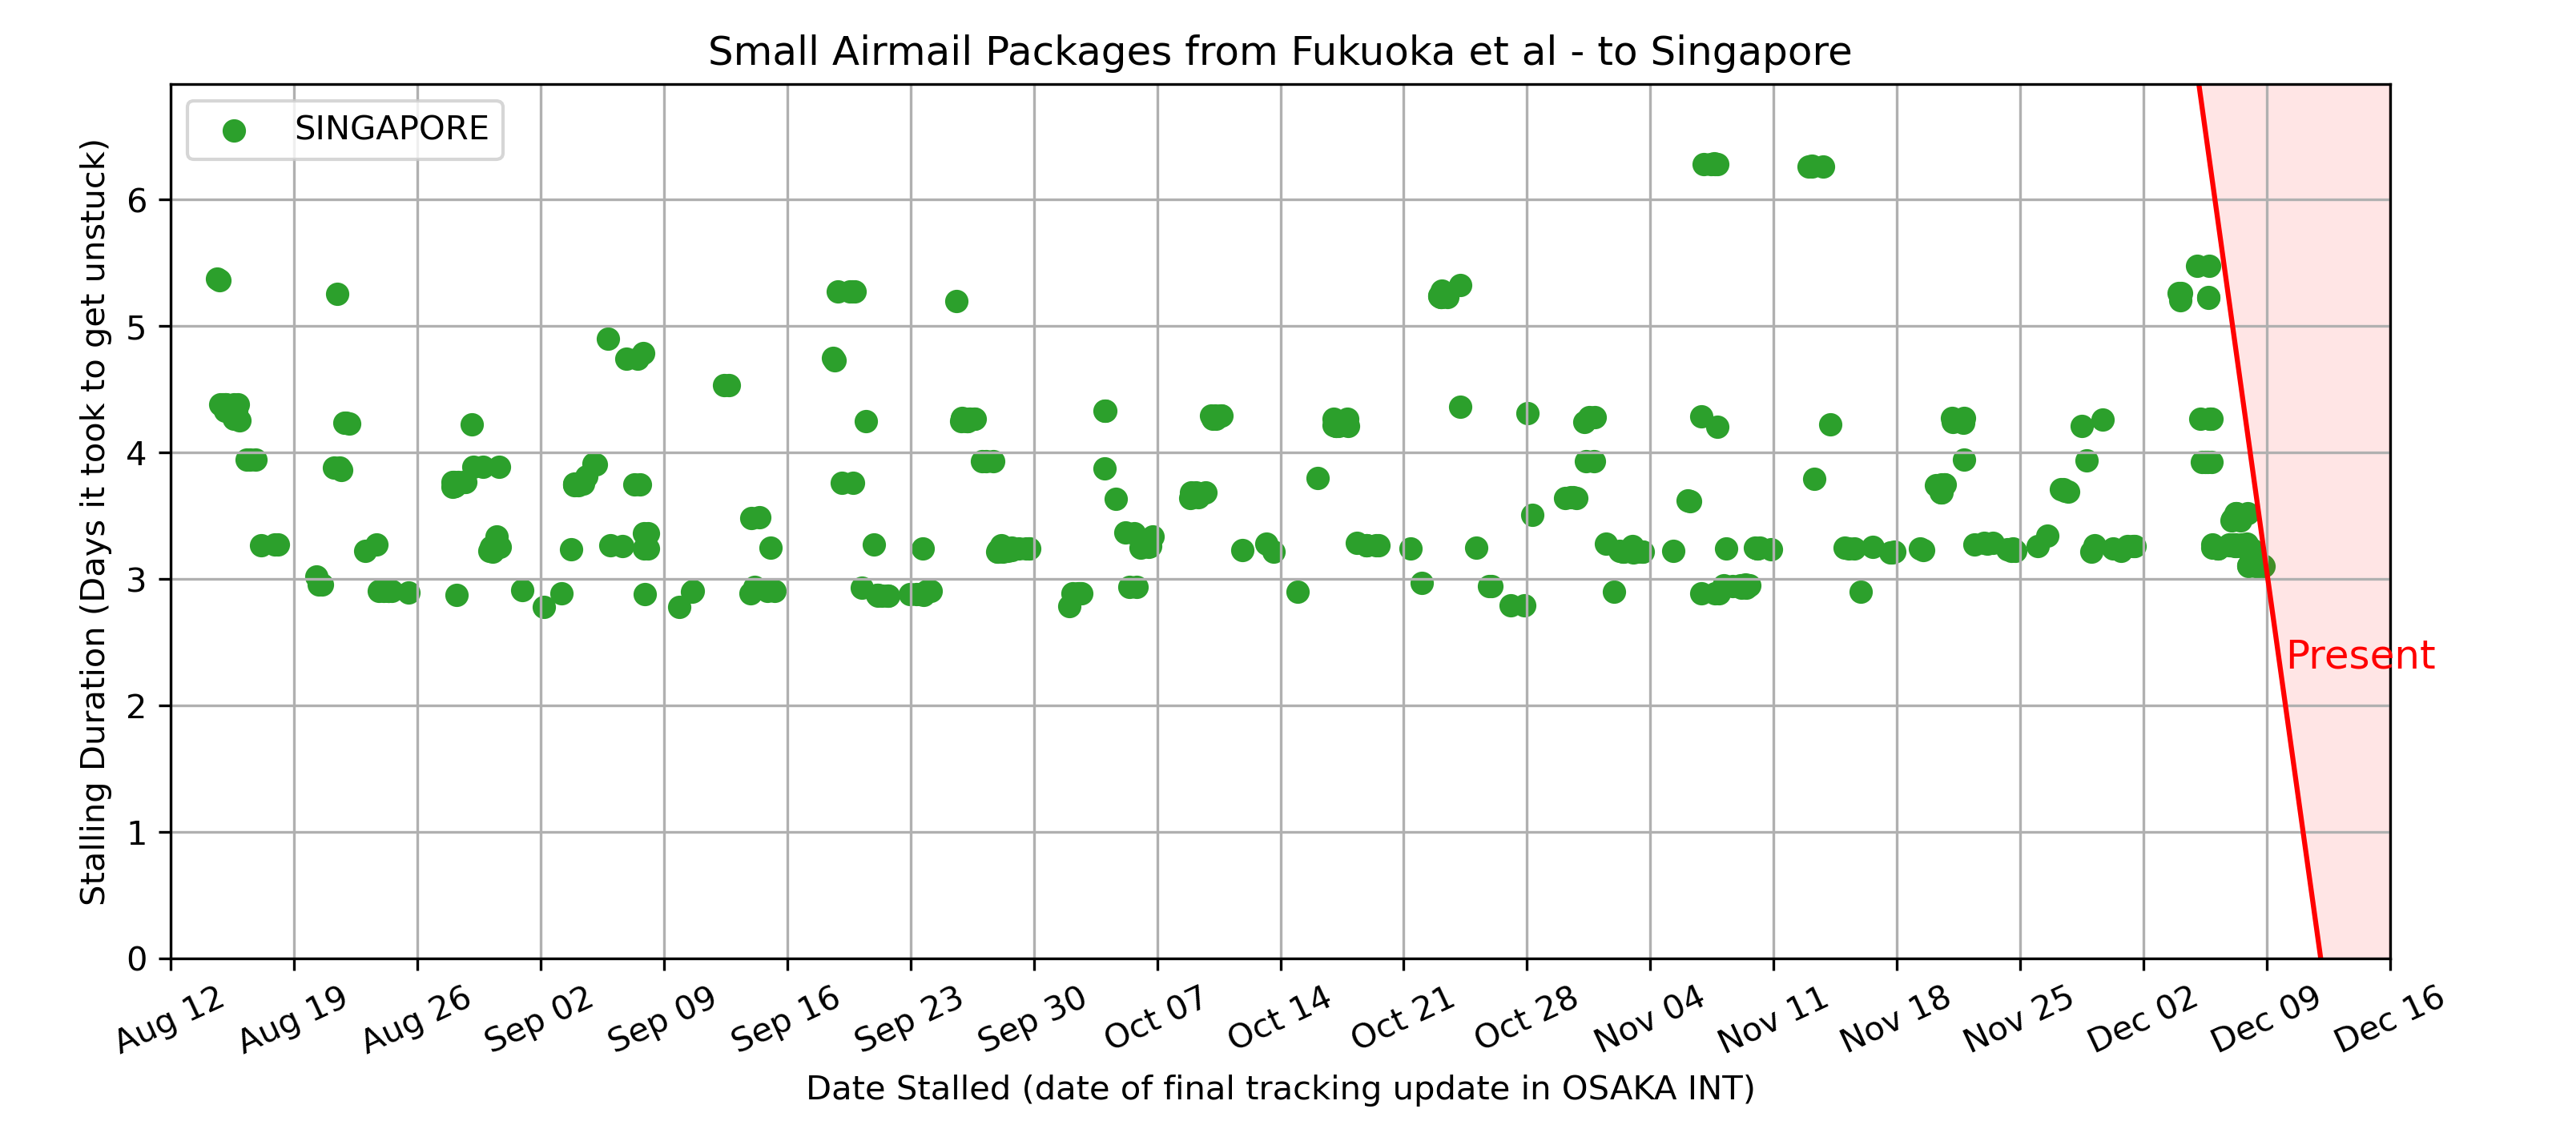 Small Airmail Packages from Fukuoka et al - to Singapore
SINGAPORE
Stalling Duration (Days it took to get unstuck)
6
5
4
3
2
1
0
Present
Aug 12
Aug 19
Aug 26
Sep 02
Sep 09
Sep 16
Sep 23
Sep 30
Oct 07
Oct 14
Oct 21
Oct 28
Nov 04
Nov 11
Nov 18
Nov 25
Dec 02
Dec 09
Dec 16
Date Stalled (date of final tracking update in OSAKA INT)